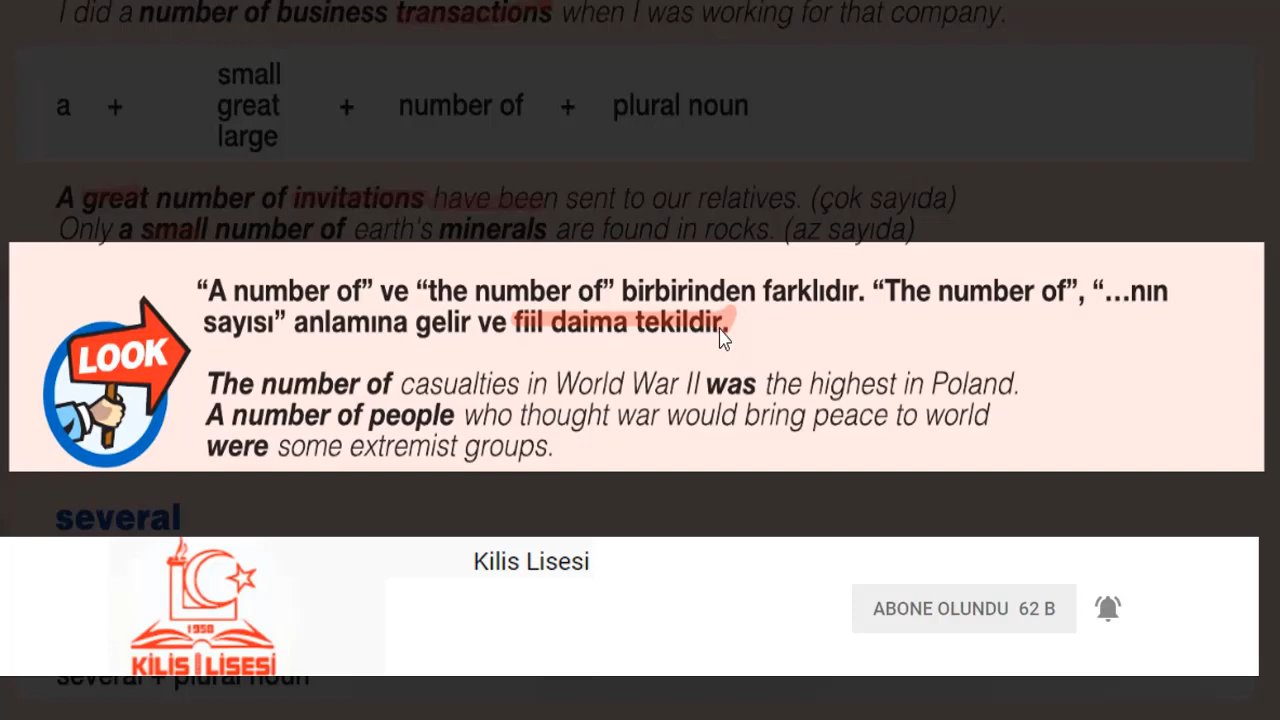 I did a number of business transactions when I was working for that company.
small
a + great + number of + plural noun
large
A great number of invitations have been sent to our relatives. (çok sayıda)
Only a small number of earth's minerals are found in rocks. (az sayıda)
“A number of” ve “the number of” birbirinden farklıdır. “The number of”, “...nın
sayısı” anlamına gelir ve fiil daima tekildir.
LOOK
The number of casualties in World War II was the highest in Poland.
A number of people who thought war would bring peace to world
were some extremist groups.
several
Kilis Lisesi
ABONE OLUNDU 62 B
1958
KİLİS LİSESİ
several + plural noun